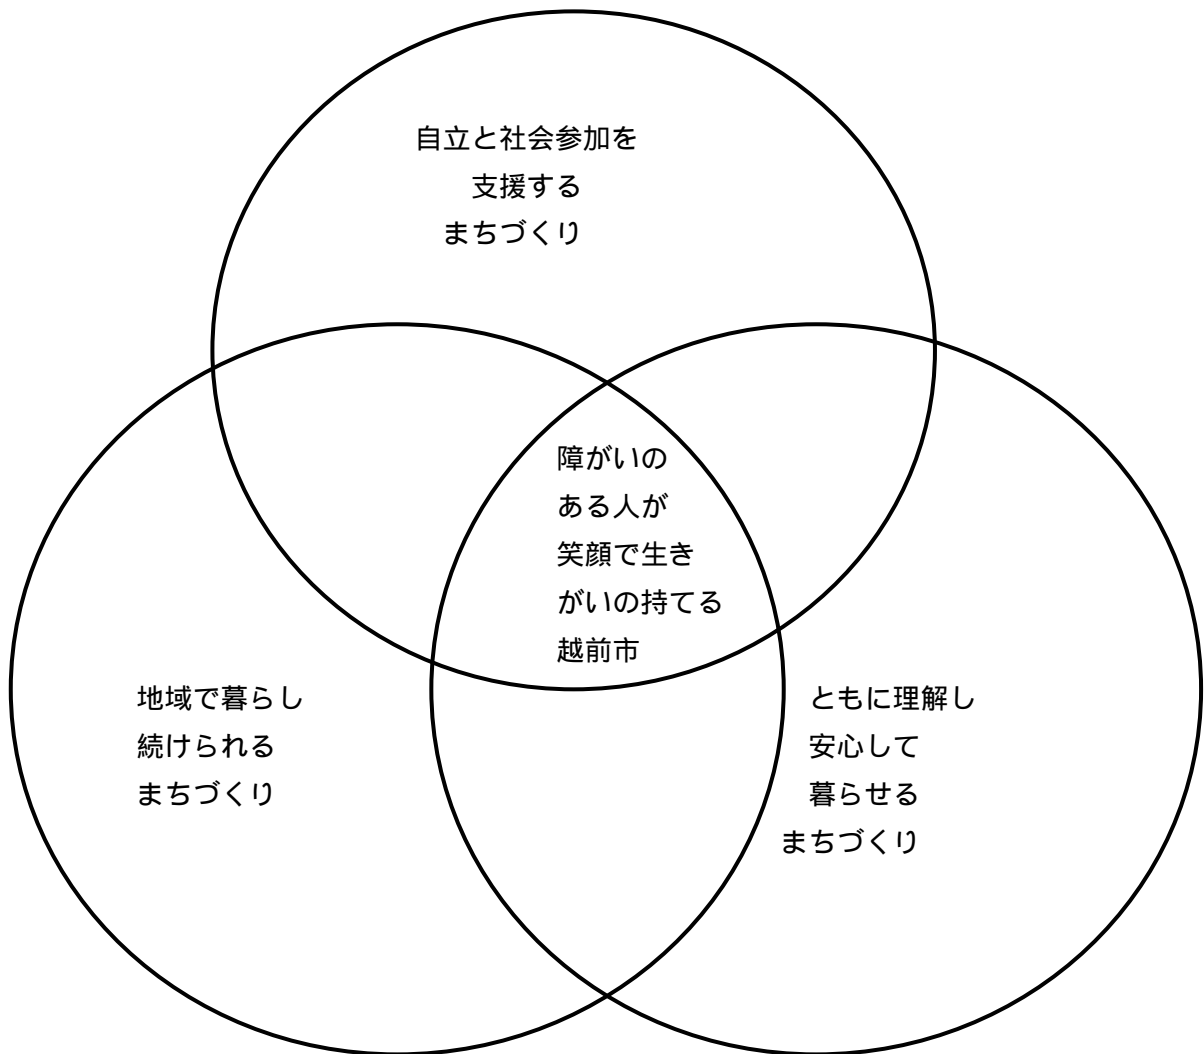 自立と社会参加を
支援する
まちづくり
障がいの
ある人が
笑顔で生き
がいの持てる
越前市
地域で暮らし
続けられる
まちづくり
ともに理解し
安心して
暮らせる
まちづくり